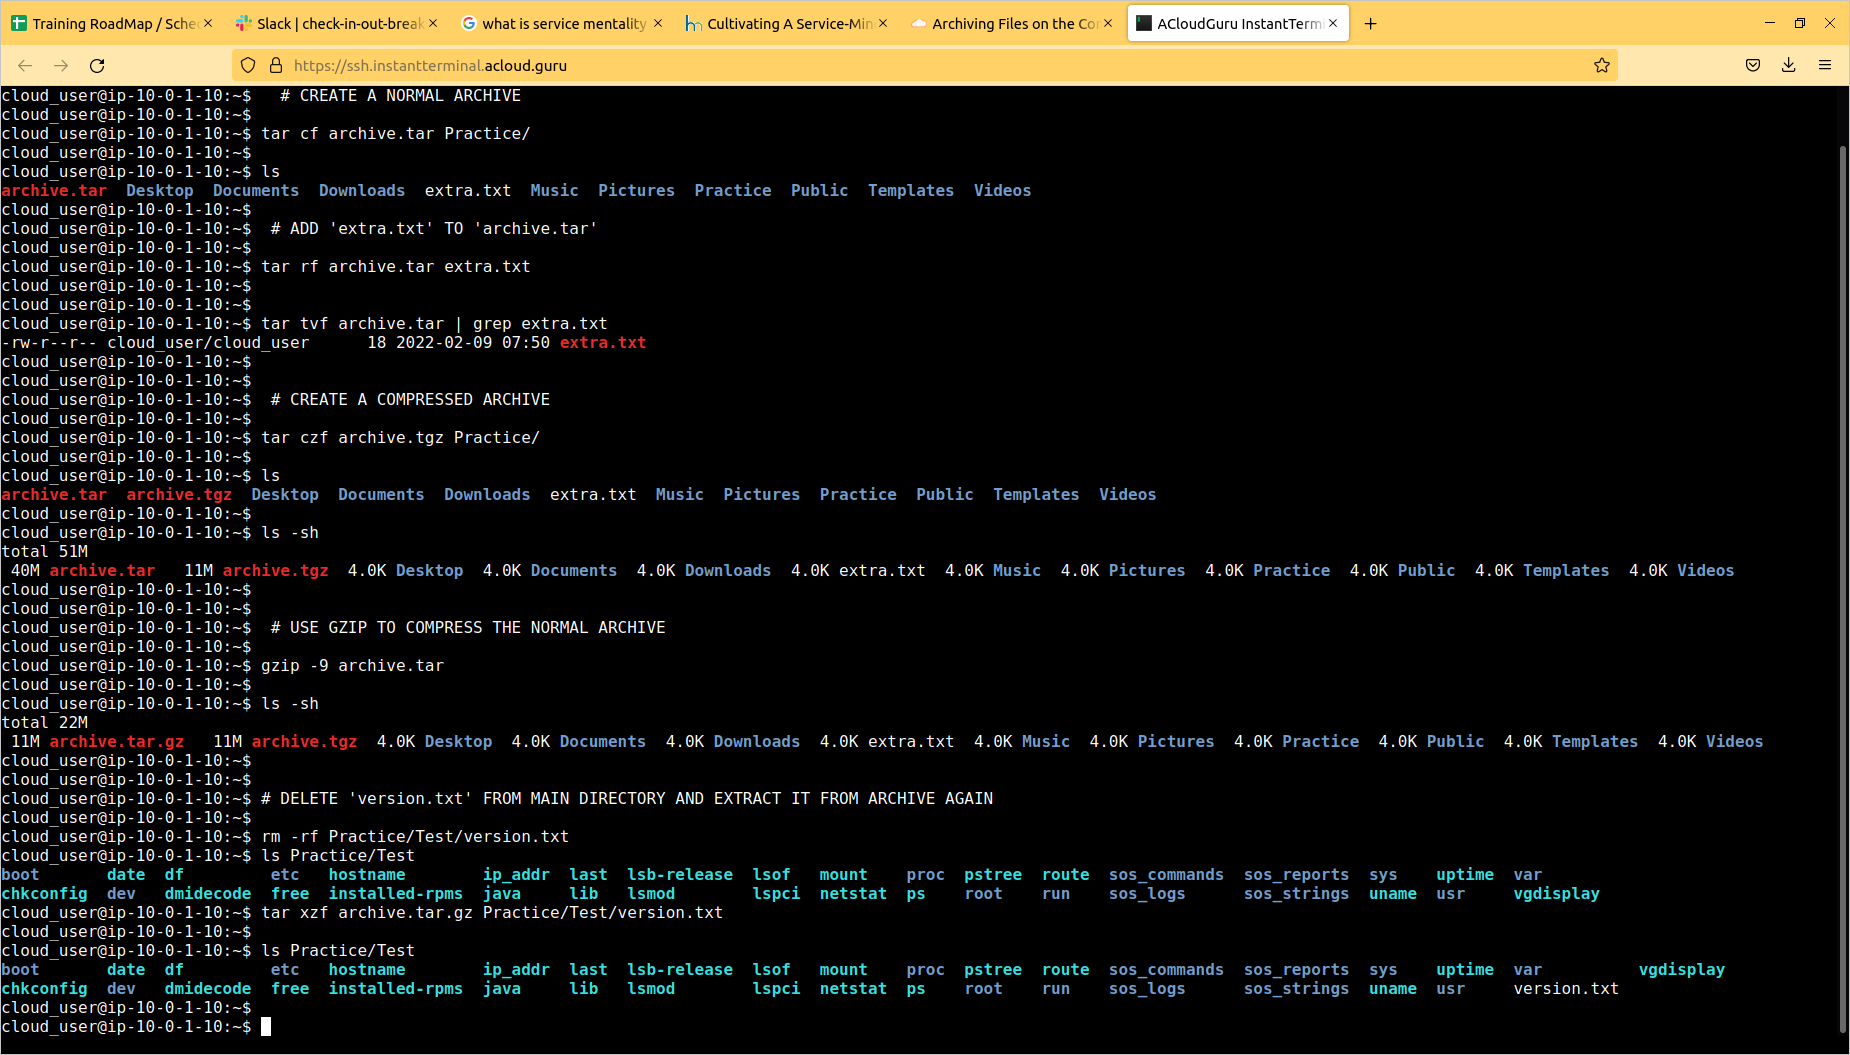 Training RoadMap / Sche
Slack | check-in-out-break
what is service mentality
Cultivating A Service-Min
Archiving Files on the Co
ACloudGuru InstantTermi
https://ssh.instantterminal.acloud.guru
cloud_user@ip-10-0-1-10:~$   # CREATE A NORMAL ARCHIVE
cloud_user@ip-10-0-1-10:~$
cloud_user@ip-10-0-1-10:~$ tar cf archive.tar Practice/
cloud_user@ip-10-0-1-10:~$
cloud_user@ip-10-0-1-10:~$ ls
archive.tar  Desktop  Documents  Downloads  extra.txt  Music  Pictures  Practice  Public  Templates  Videos
cloud_user@ip-10-0-1-10:~$
cloud_user@ip-10-0-1-10:~$  # ADD 'extra.txt' TO 'archive.tar'
cloud_user@ip-10-0-1-10:~$
cloud_user@ip-10-0-1-10:~$ tar rf archive.tar extra.txt
cloud_user@ip-10-0-1-10:~$
cloud_user@ip-10-0-1-10:~$
cloud_user@ip-10-0-1-10:~$ tar tvf archive.tar | grep extra.txt
-rw-r--r-- cloud_user/cloud_user      18 2022-02-09 07:50 extra.txt
cloud_user@ip-10-0-1-10:~$
cloud_user@ip-10-0-1-10:~$
cloud_user@ip-10-0-1-10:~$  # CREATE A COMPRESSED ARCHIVE
cloud_user@ip-10-0-1-10:~$
cloud_user@ip-10-0-1-10:~$ tar czf archive.tgz Practice/
cloud_user@ip-10-0-1-10:~$
cloud_user@ip-10-0-1-10:~$ ls
archive.tar  archive.tgz  Desktop  Documents  Downloads  extra.txt  Music  Pictures  Practice  Public  Templates  Videos
cloud_user@ip-10-0-1-10:~$
cloud_user@ip-10-0-1-10:~$ ls -sh
total 51M
 40M archive.tar   11M archive.tgz  4.0K Desktop  4.0K Documents  4.0K Downloads  4.0K extra.txt  4.0K Music  4.0K Pictures  4.0K Practice  4.0K Public  4.0K Templates  4.0K Videos
cloud_user@ip-10-0-1-10:~$
cloud_user@ip-10-0-1-10:~$
cloud_user@ip-10-0-1-10:~$  # USE GZIP TO COMPRESS THE NORMAL ARCHIVE
cloud_user@ip-10-0-1-10:~$
cloud_user@ip-10-0-1-10:~$ gzip -9 archive.tar
cloud_user@ip-10-0-1-10:~$
cloud_user@ip-10-0-1-10:~$ ls -sh
total 22M
 11M archive.tar.gz   11M archive.tgz  4.0K Desktop  4.0K Documents  4.0K Downloads  4.0K extra.txt  4.0K Music  4.0K Pictures  4.0K Practice  4.0K Public  4.0K Templates  4.0K Videos
cloud_user@ip-10-0-1-10:~$
cloud_user@ip-10-0-1-10:~$
cloud_user@ip-10-0-1-10:~$ # DELETE 'version.txt' FROM MAIN DIRECTORY AND EXTRACT IT FROM ARCHIVE AGAIN
cloud_user@ip-10-0-1-10:~$
cloud_user@ip-10-0-1-10:~$ rm -rf Practice/Test/version.txt
cloud_user@ip-10-0-1-10:~$ ls Practice/Test
boot       date  df         etc   hostname        ip_addr  last  lsb-release  lsof   mount    proc  pstree  route  sos_commands  sos_reports  sys    uptime  var
chkconfig  dev   dmidecode  free  installed-rpms  java     lib   lsmod        lspci  netstat  ps    root    run    sos_logs      sos_strings  uname  usr     vgdisplay
cloud_user@ip-10-0-1-10:~$ tar xzf archive.tar.gz Practice/Test/version.txt
cloud_user@ip-10-0-1-10:~$
cloud_user@ip-10-0-1-10:~$ ls Practice/Test
boot       date  df         etc   hostname        ip_addr  last  lsb-release  lsof   mount    proc  pstree  route  sos_commands  sos_reports  sys    uptime  var          vgdisplay
chkconfig  dev   dmidecode  free  installed-rpms  java     lib   lsmod        lspci  netstat  ps    root    run    sos_logs      sos_strings  uname  usr     version.txt
cloud_user@ip-10-0-1-10:~$
cloud_user@ip-10-0-1-10:~$